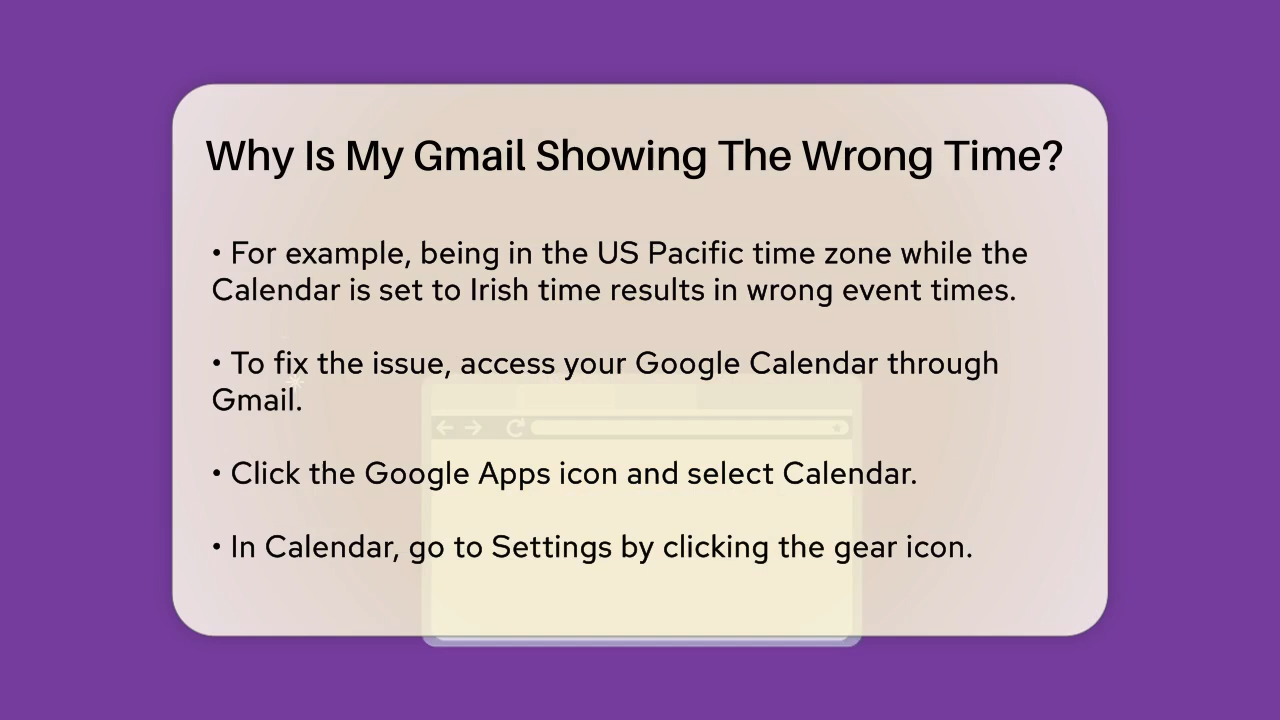 Why Is My Gmail Showing The Wrong Time?
• For example, being in the US Pacific time zone while the
Calendar is set to Irish time results in wrong event times.
• To fix the issue, access your Google Calendar through
Gmail.
• Click the Google Apps icon and select Calendar.
• In Calendar, go to Settings by clicking the gear icon.